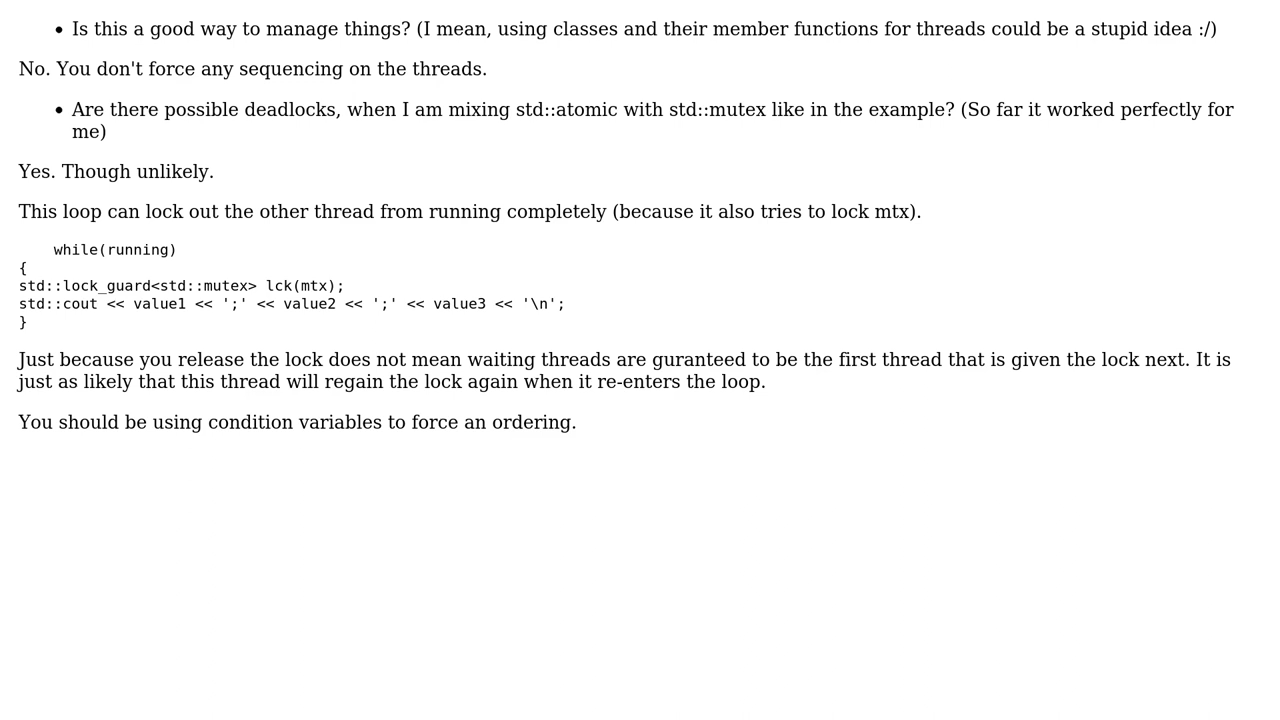 • Is this a good way to manage things? (I mean, using classes and their member functions for threads could be a stupid idea :/)
No. You don't force any sequencing on the threads.
• Are there possible deadlocks, when I am mixing std::atomic with std::mutex like in the example? (So far it worked perfectly for
me)
Yes. Though unlikely.
This loop can lock out the other thread from running completely (because it also tries to lock mtx).
    while(running)
{
std::lock_guard<std::mutex> lck(mtx);
std::cout << value1 << ';' << value2 << ';' << value3 << '\n';
}
Just because you release the lock does not mean waiting threads are guranteed to be the first thread that is given the lock next. It is
just as likely that this thread will regain the lock again when it re-enters the loop.
You should be using condition variables to force an ordering.